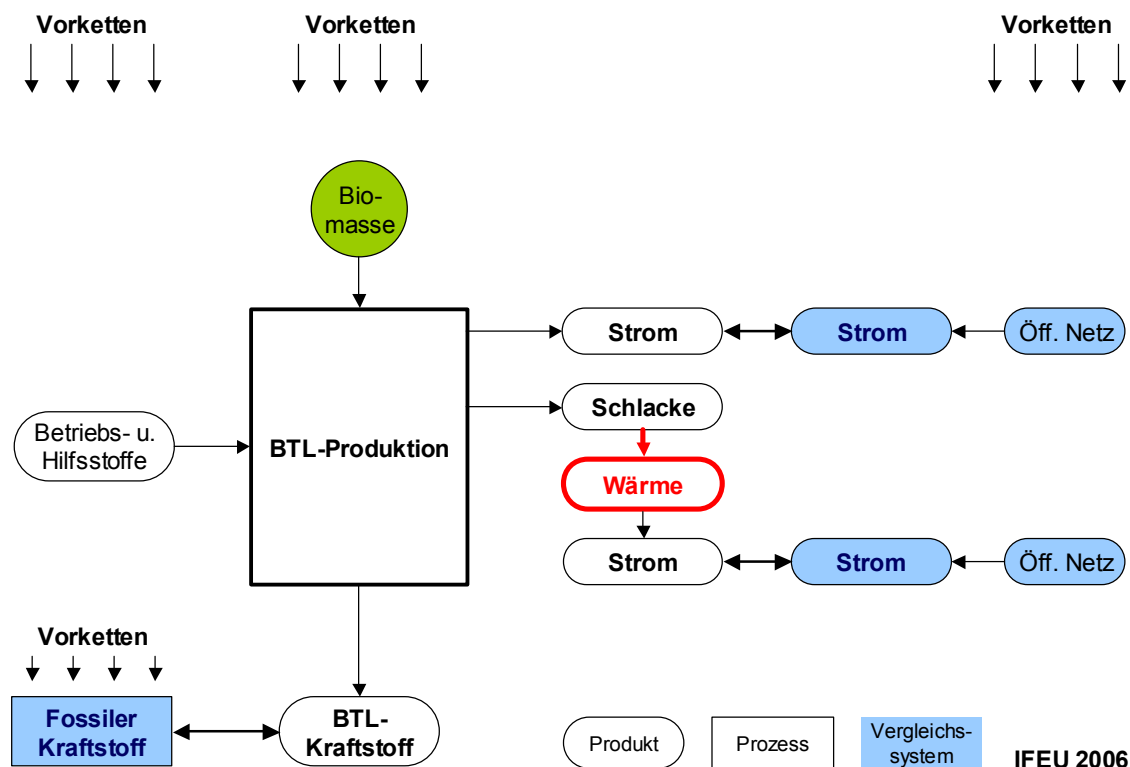 Vorketten
Vorketten
Vorketten
Bio-
masse
Strom
Strom
Öff. Netz
Schlacke
Betriebs- u.
Hilfsstoffe
BTL-Produktion
Wärme
Strom
Strom
Öff. Netz
Vorketten
Fossiler
Kraftstoff
BTL-
Kraftstoff
Produkt
Prozess
Vergleichs-
system
IFEU 2006